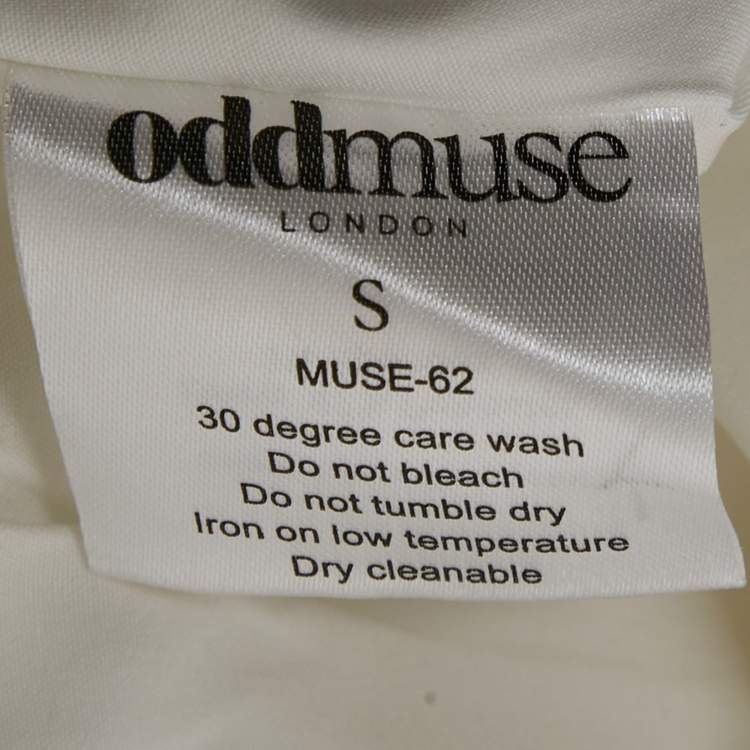 oddmuse
LONDON
S
MUSE-62
30 degree care wash
Do not bleach
Do not tumble dry
Iron on low temperature
Dry cleanable